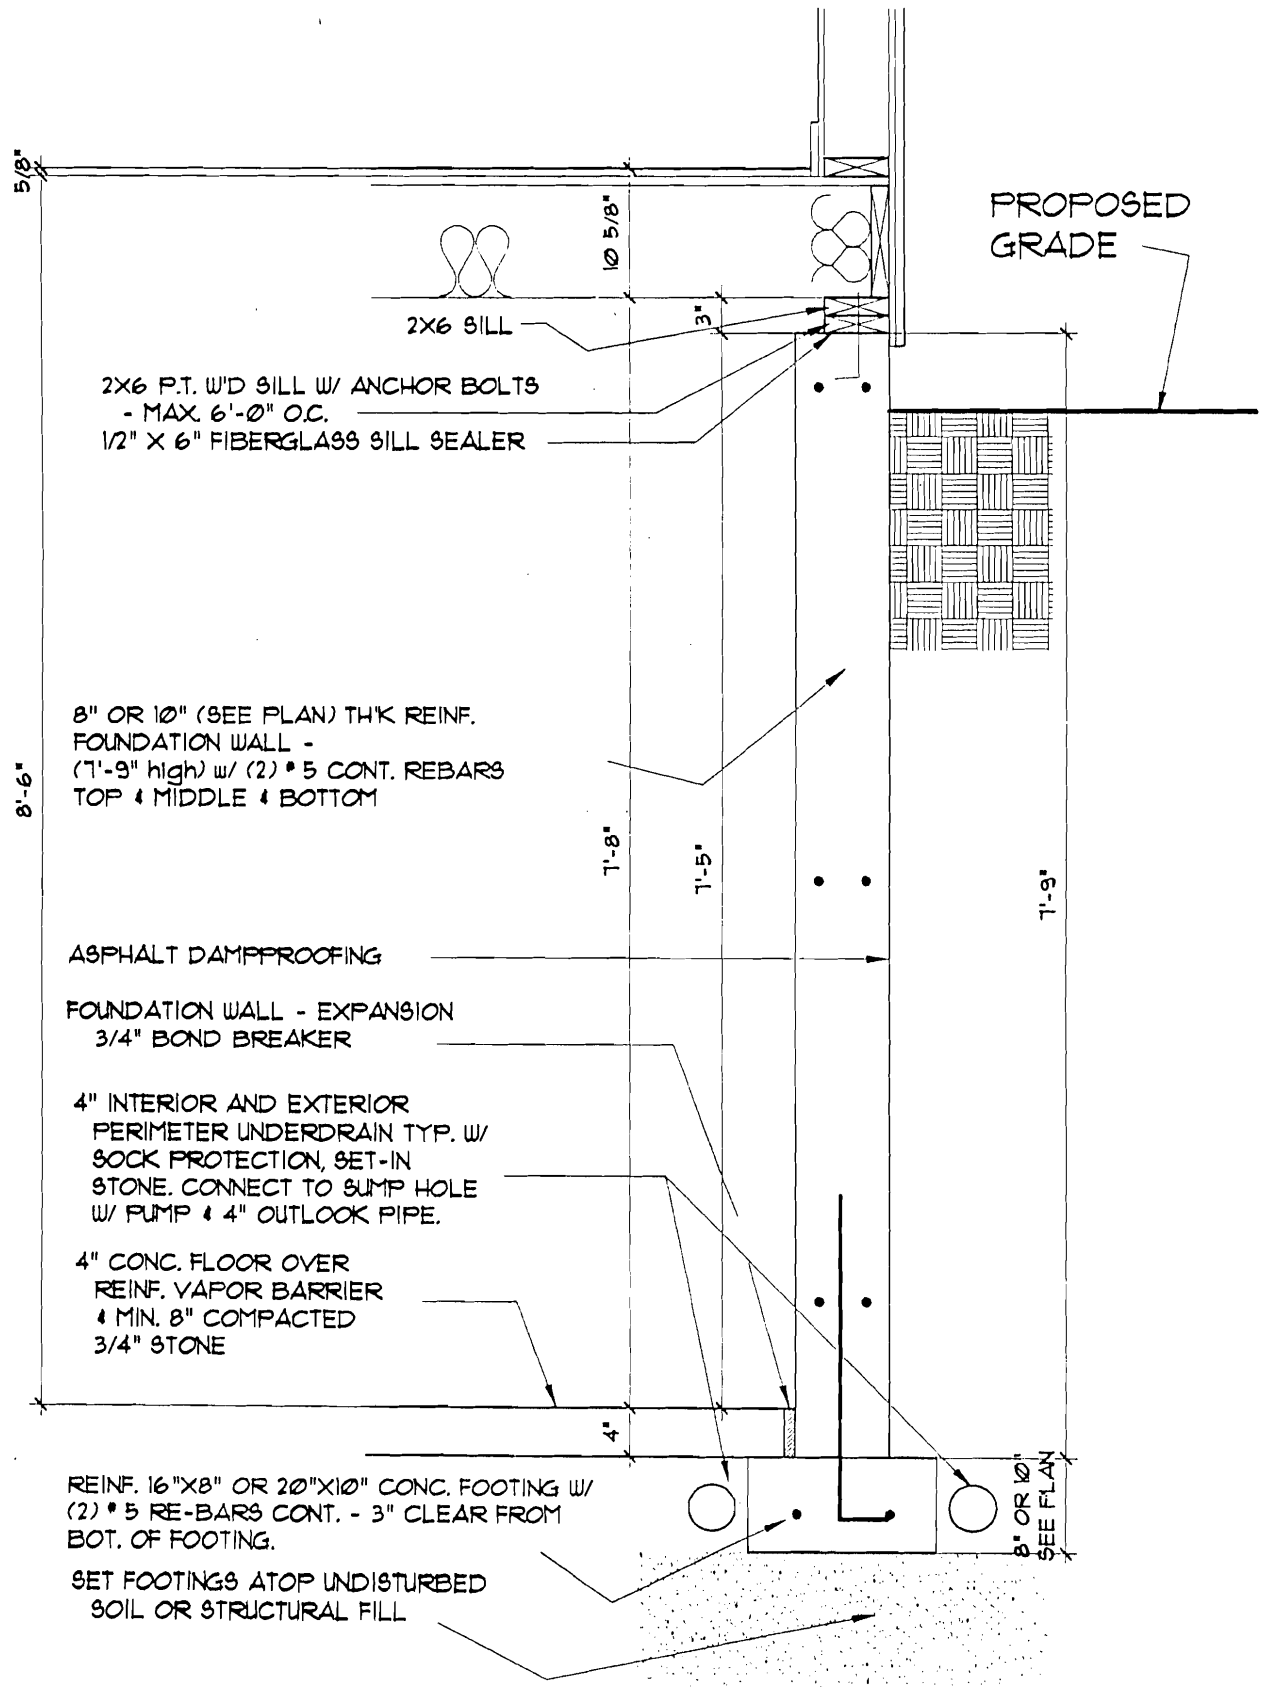 5/8"
PROPOSED
GRADE
10 5/8"
3"
2X6 SILL
2X6 P.T. W'D SILL W/ ANCHOR BOLTS
- MAX. 6'-0" O.C.
1/2" X 6" FIBERGLASS SILL SEALER
8" OR 10" (SEE PLAN) TH'K REINF.
FOUNDATION WALL -
(7'-9" high) w/ (2) # 5 CONT. REBARS
TOP & MIDDLE & BOTTOM
8'-6"
7'-8"
7'-5"
7'-9"
ASPHALT DAMPPROOFING
FOUNDATION WALL - EXPANSION
3/4" BOND BREAKER
4" INTERIOR AND EXTERIOR
PERIMETER UNDERDRAIN TYP. W/
SOCK PROTECTION, SET-IN
STONE. CONNECT TO SUMP HOLE
W/ PUMP & 4" OUTLOOK PIPE.
4" CONC. FLOOR OVER
REINF. VAPOR BARRIER
& MIN. 8" COMPACTED
3/4" STONE
4"
REINF. 16"X8" OR 20"X10" CONC. FOOTING W/
(2) # 5 RE-BARS CONT. - 3" CLEAR FROM
BOT. OF FOOTING.
8" OR 10"
SEE PLAN
SET FOOTINGS ATOP UNDISTURBED
SOIL OR STRUCTURAL FILL